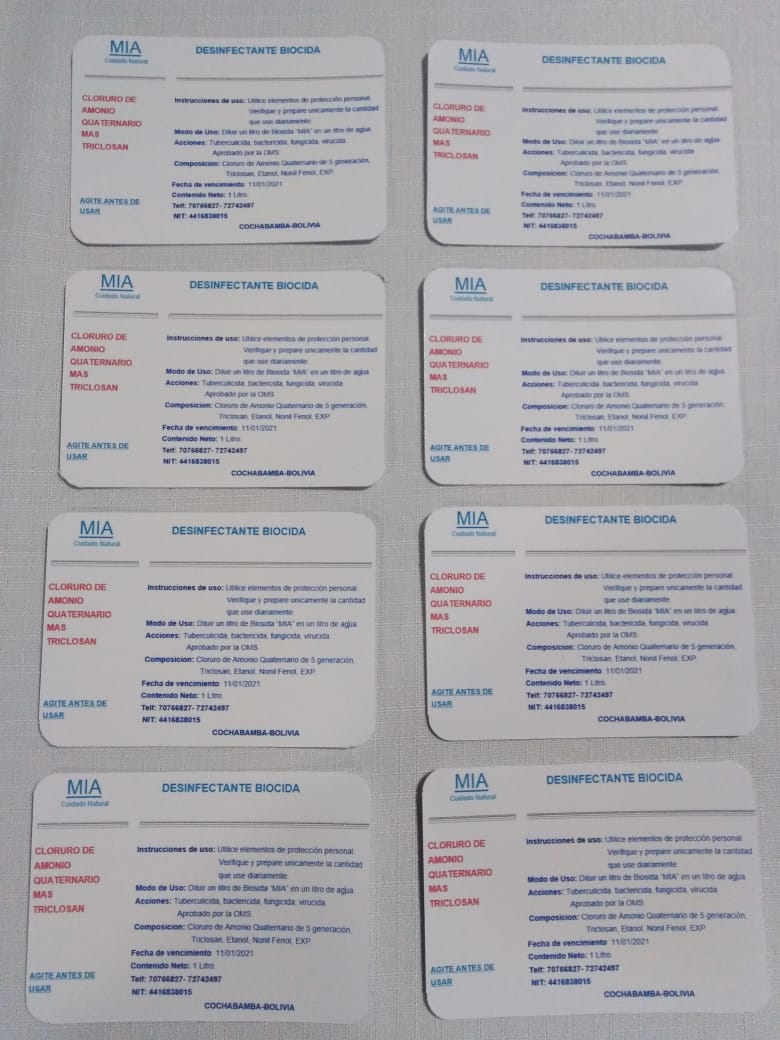 MIA
Cuidado Natural
DESINFECTANTE BIOCIDA
CLORURO DE
AMONIO
QUATERNARIO
MAS
TRICLOSAN
AGITE ANTES DE
USAR
Instrucciones de uso: Utilice elementos de protección personal.
Verifique y prepare unicamente la cantidad
que use diariamente.
Modo de Uso: Diluir un litro de Biosida "MIA" en un litro de agua.
Acciones: Tuberculicida, bactericida, fungicida, virucida.
Aprobado por la OMS.
Composicion: Cloruro de Amonio Quaternario de 5 generación,
Triclosan, Etanol, Nonil Fenol, EXP.
Fecha de vencimiento 11/01/2021
Contenido Neto: 1 Litro.
Telf: 70766827- 72742497
NIT: 4416838015
COCHABAMBA-BOLIVIA
MIA
Cuidado Natural
DESINFECTANTE BIOCIDA
CLORURO DE
AMONIO
QUATERNARIO
MAS
TRICLOSAN
AGITE ANTES DE
USAR
Instrucciones de uso: Utilice elementos de protección personal.
Verifique y prepare unicamente la cantidad
que use diariamente.
Modo de Uso: Diluir un litro de Biosida "MIA" en un litro de agua.
Acciones: Tuberculicida, bactericida, fungicida, virucida.
Aprobado por la OMS.
Composicion: Cloruro de Amonio Quaternario de 5 generación,
Triclosan, Etanol, Nonil Fenol, EXP.
Fecha de vencimiento 11/01/2021
Contenido Neto: 1 Litro.
Telf: 70766827- 72742497
NIT: 4416838015
COCHABAMBA-BOLIVIA
MIA
Cuidado Natural
DESINFECTANTE BIOCIDA
CLORURO DE
AMONIO
QUATERNARIO
MAS
TRICLOSAN
AGITE ANTES DE
USAR
Instrucciones de uso: Utilice elementos de protección personal.
Verifique y prepare unicamente la cantidad
que use diariamente.
Modo de Uso: Diluir un litro de Biosida "MIA" en un litro de agua.
Acciones: Tuberculicida, bactericida, fungicida, virucida.
Aprobado por la OMS.
Composicion: Cloruro de Amonio Quaternario de 5 generación,
Triclosan, Etanol, Nonil Fenol, EXP.
Fecha de vencimiento 11/01/2021
Contenido Neto: 1 Litro.
Telf: 70766827- 72742497
NIT: 4416838015
COCHABAMBA-BOLIVIA
MIA
Cuidado Natural
DESINFECTANTE BIOCIDA
CLORURO DE
AMONIO
QUATERNARIO
MAS
TRICLOSAN
AGITE ANTES DE
USAR
Instrucciones de uso: Utilice elementos de protección personal.
Verifique y prepare unicamente la cantidad
que use diariamente.
Modo de Uso: Diluir un litro de Biosida "MIA" en un litro de agua.
Acciones: Tuberculicida, bactericida, fungicida, virucida.
Aprobado por la OMS.
Composicion: Cloruro de Amonio Quaternario de 5 generación,
Triclosan, Etanol, Nonil Fenol, EXP.
Fecha de vencimiento 11/01/2021
Contenido Neto: 1 Litro.
Telf: 70766827- 72742497
NIT: 4416838015
COCHABAMBA-BOLIVIA
MIA
Cuidado Natural
DESINFECTANTE BIOCIDA
CLORURO DE
AMONIO
QUATERNARIO
MAS
TRICLOSAN
AGITE ANTES DE
USAR
Instrucciones de uso: Utilice elementos de protección personal.
Verifique y prepare unicamente la cantidad
que use diariamente.
Modo de Uso: Diluir un litro de Biosida "MIA" en un litro de agua.
Acciones: Tuberculicida, bactericida, fungicida, virucida.
Aprobado por la OMS.
Composicion: Cloruro de Amonio Quaternario de 5 generación,
Triclosan, Etanol, Nonil Fenol, EXP.
Fecha de vencimiento 11/01/2021
Contenido Neto: 1 Litro.
Telf: 70766827- 72742497
NIT: 4416838015
COCHABAMBA-BOLIVIA
MIA
Cuidado Natural
DESINFECTANTE BIOCIDA
CLORURO DE
AMONIO
QUATERNARIO
MAS
TRICLOSAN
AGITE ANTES DE
USAR
Instrucciones de uso: Utilice elementos de protección personal.
Verifique y prepare unicamente la cantidad
que use diariamente.
Modo de Uso: Diluir un litro de Biosida "MIA" en un litro de agua.
Acciones: Tuberculicida, bactericida, fungicida, virucida.
Aprobado por la OMS.
Composicion: Cloruro de Amonio Quaternario de 5 generación,
Triclosan, Etanol, Nonil Fenol, EXP.
Fecha de vencimiento 11/01/2021
Contenido Neto: 1 Litro.
Telf: 70766827- 72742497
NIT: 4416838015
COCHABAMBA-BOLIVIA
MIA
Cuidado Natural
DESINFECTANTE BIOCIDA
CLORURO DE
AMONIO
QUATERNARIO
MAS
TRICLOSAN
AGITE ANTES DE
USAR
Instrucciones de uso: Utilice elementos de protección personal.
Verifique y prepare unicamente la cantidad
que use diariamente.
Modo de Uso: Diluir un litro de Biosida "MIA" en un litro de agua.
Acciones: Tuberculicida, bactericida, fungicida, virucida.
Aprobado por la OMS.
Composicion: Cloruro de Amonio Quaternario de 5 generación,
Triclosan, Etanol, Nonil Fenol, EXP.
Fecha de vencimiento 11/01/2021
Contenido Neto: 1 Litro.
Telf: 70766827- 72742497
NIT: 4416838015
COCHABAMBA-BOLIVIA
MIA
Cuidado Natural
DESINFECTANTE BIOCIDA
CLORURO DE
AMONIO
QUATERNARIO
MAS
TRICLOSAN
AGITE ANTES DE
USAR
Instrucciones de uso: Utilice elementos de protección personal.
Verifique y prepare unicamente la cantidad
que use diariamente.
Modo de Uso: Diluir un litro de Biosida "MIA" en un litro de agua.
Acciones: Tuberculicida, bactericida, fungicida, virucida.
Aprobado por la OMS.
Composicion: Cloruro de Amonio Quaternario de 5 generación,
Triclosan, Etanol, Nonil Fenol, EXP.
Fecha de vencimiento 11/01/2021
Contenido Neto: 1 Litro.
Telf: 70766827- 72742497
NIT: 4416838015
COCHABAMBA-BOLIVIA